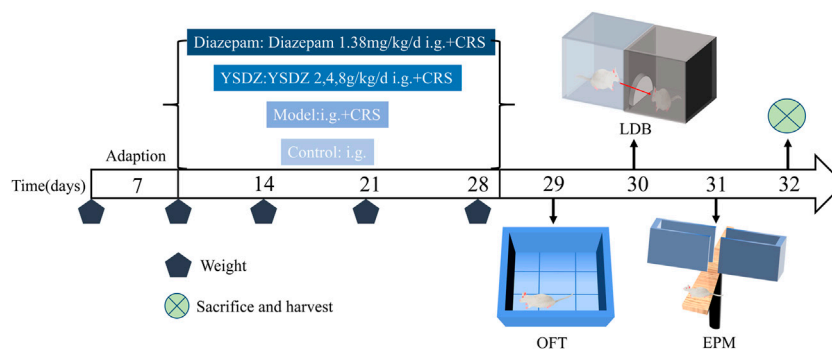 Diazepam: Diazepam 1.38mg/kg/d i.g.+CRS
YSDZ:YSDZ 2,4,8g/kg/d i.g.+CRS
Model:i.g.+CRS
Control: i.g.
LDB
Adaption
Time(days) 7 14 21 28 29 30 31 32
Weight
Sacrifice and harvest
OFT
EPM